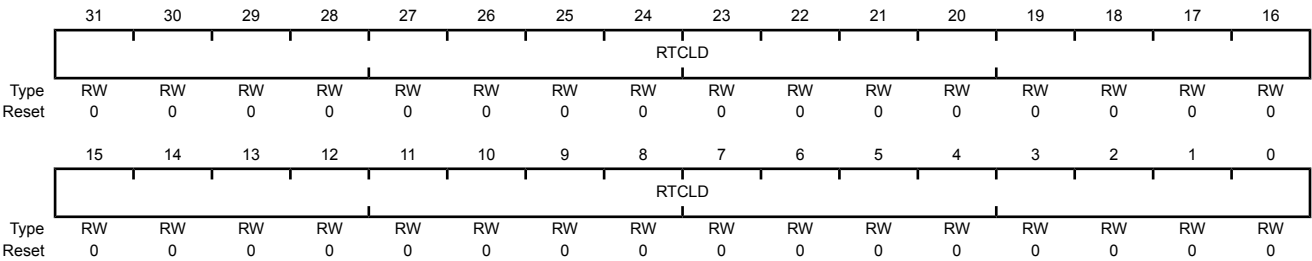 31 30 29 28 27 26 25 24 23 22 21 20 19 18 17 16
RTCLD
Type RW RW RW RW RW RW RW RW RW RW RW RW RW RW RW RW
Reset 0 0 0 0 0 0 0 0 0 0 0 0 0 0 0 0
15 14 13 12 11 10 9 8 7 6 5 4 3 2 1 0
RTCLD
Type RW RW RW RW RW RW RW RW RW RW RW RW RW RW RW RW
Reset 0 0 0 0 0 0 0 0 0 0 0 0 0 0 0 0